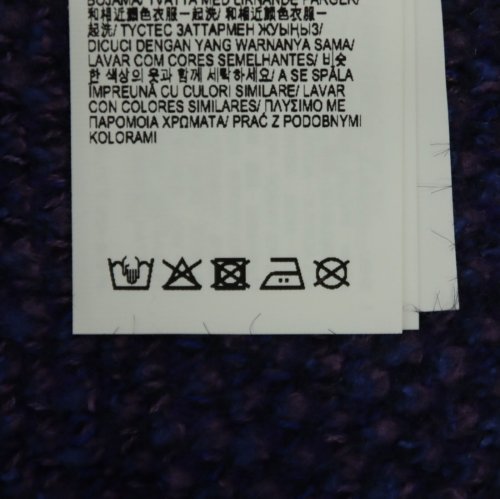 BOJAMA/ TVÄTTA MED LIKNANDE FÄRGER/
和相近顏色衣服一起洗/ 和相近颜色衣服一
起洗/ ТҮСТЕС ЗАТТАРМЕН ЖУЫҢЫЗ/
DICUCI DENGAN YANG WARNANYA SAMA/
LAVAR COM CORES SEMELHANTES/ 비슷
한 색상의 옷과 함께 세탁하세요/ A SE SPĂLA
ÎMPREUNĂ CU CULORI SIMILARE/ LAVAR
CON COLORES SIMILARES/ ΠΛΥΣΙΜΟ ΜΕ
ΠΑΡΟΜΟΙΑ ΧΡΩΜΑΤΑ/ PRAĆ Z PODOBNYMI
KOLORAMI